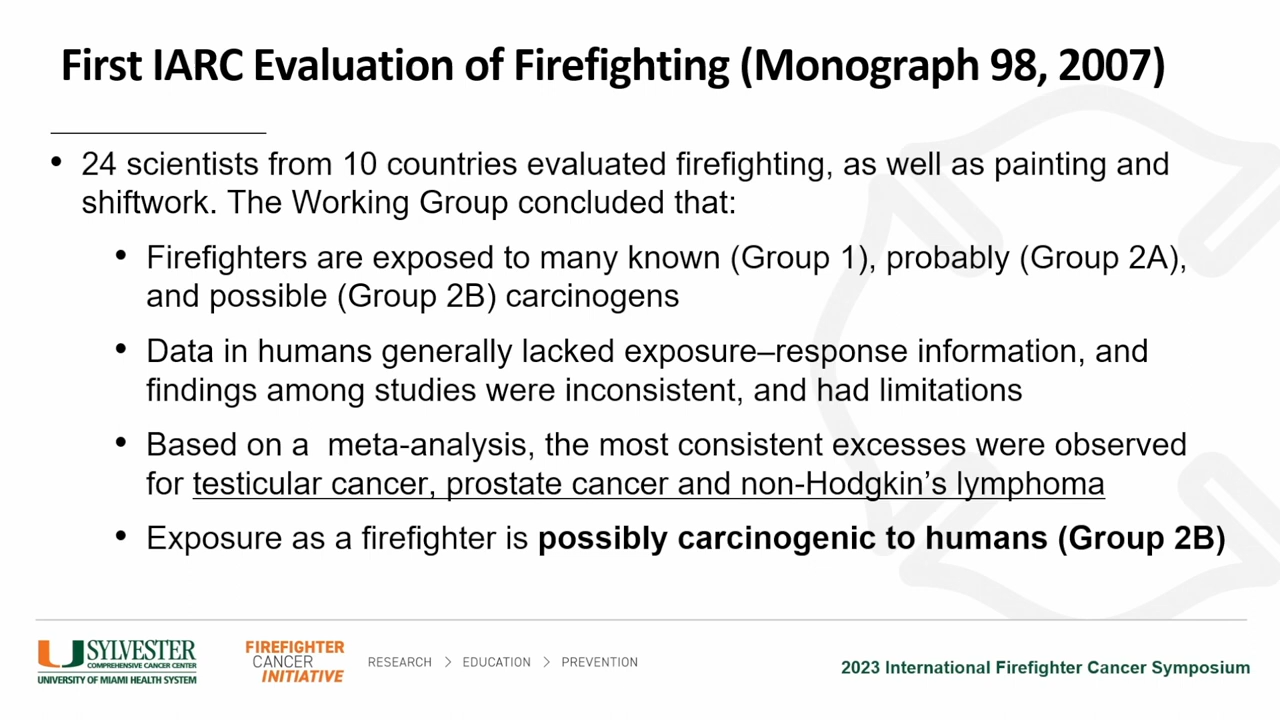 First IARC Evaluation of Firefighting (Monograph 98, 2007)
• 24 scientists from 10 countries evaluated firefighting, as well as painting and
shiftwork. The Working Group concluded that:
• Firefighters are exposed to many known (Group 1), probably (Group 2A),
and possible (Group 2B) carcinogens
• Data in humans generally lacked exposure–response information, and
findings among studies were inconsistent, and had limitations
• Based on a  meta-analysis, the most consistent excesses were observed
for testicular cancer, prostate cancer and non-Hodgkin’s lymphoma
• Exposure as a firefighter is possibly carcinogenic to humans (Group 2B)
SYLVESTER
COMPREHENSIVE CANCER CENTER
UNIVERSITY OF MIAMI HEALTH SYSTEM
FIREFIGHTER
CANCER
INITIATIVE
RESEARCH > EDUCATION > PREVENTION
2023 International Firefighter Cancer Symposium